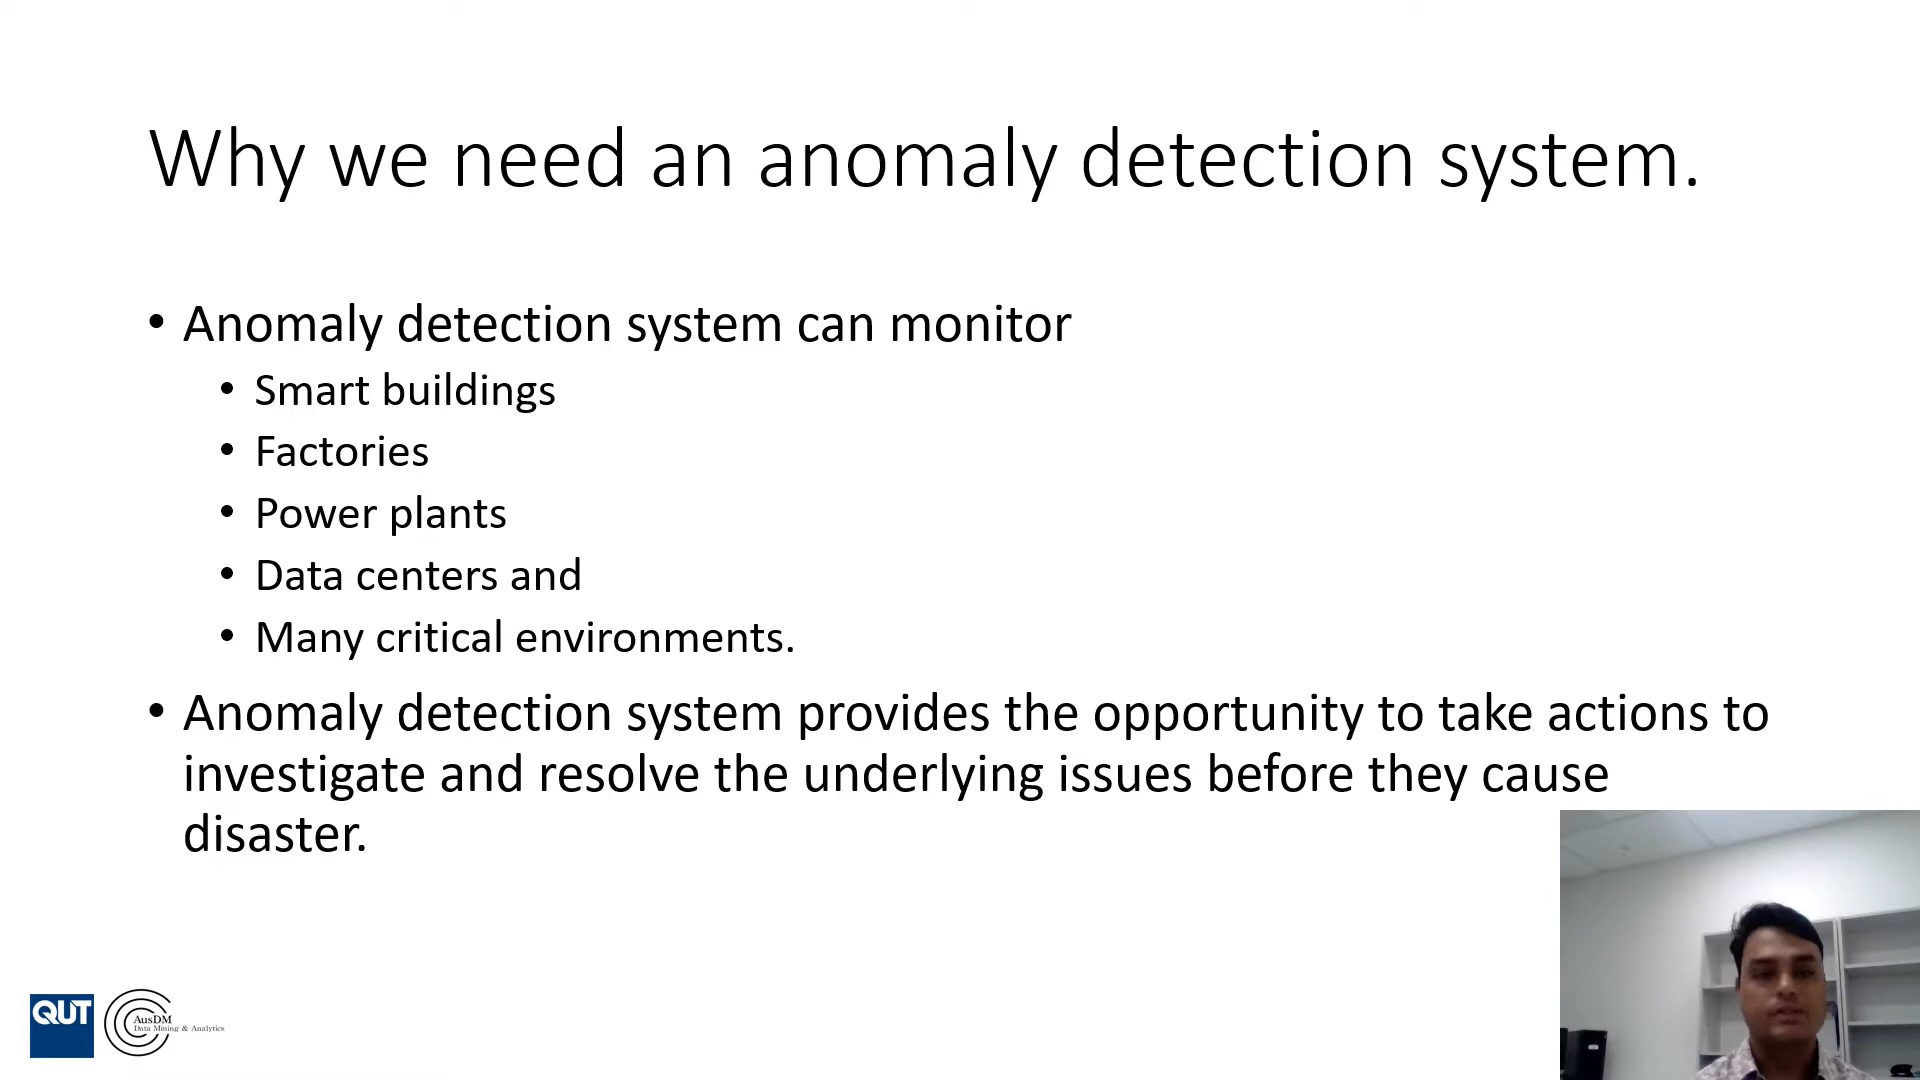 Why we need an anomaly detection system.
• Anomaly detection system can monitor
• Smart buildings
• Factories
• Power plants
• Data centers and
• Many critical environments.
• Anomaly detection system provides the opportunity to take actions to
investigate and resolve the underlying issues before they cause
disaster.
QUT
AusDM
Data Mining & Analytics